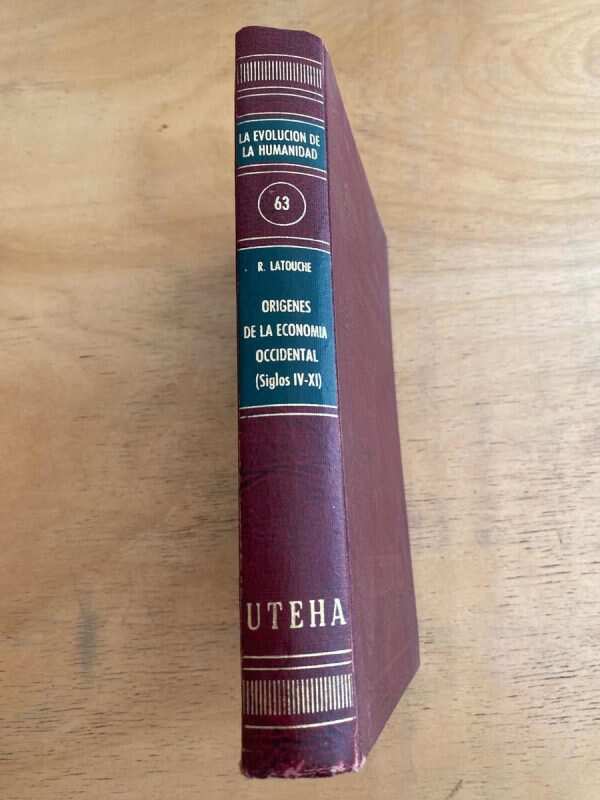 LA EVOLUCION DE
LA HUMANIDAD
63
R. LATOUCHE
ORIGENES
DE LA ECONOMIA
OCCIDENTAL
(Siglos IV-XI)
UTEHA